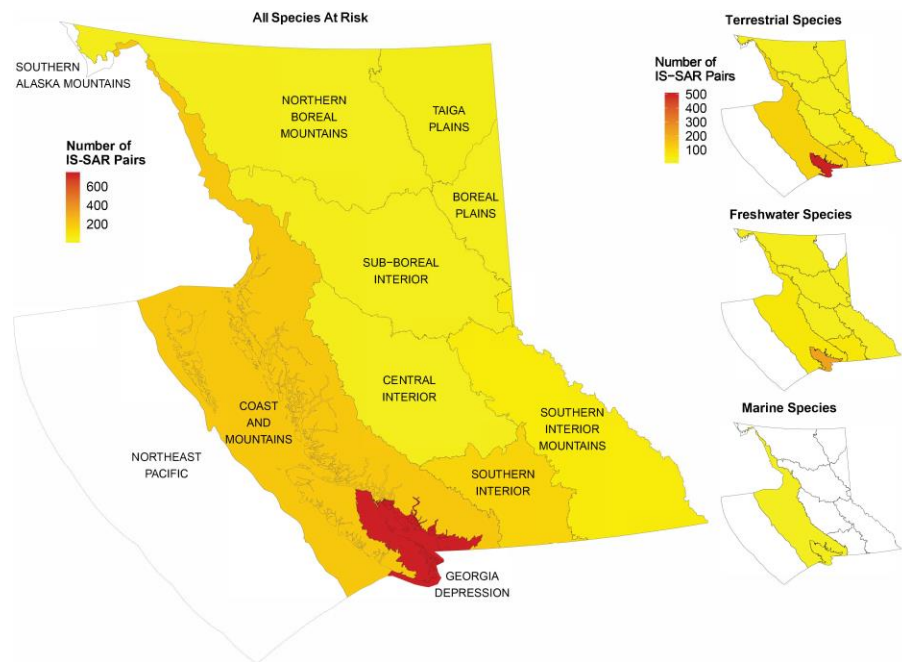 All Species At Risk
SOUTHERN
ALASKA MOUNTAINS
NORTHERN
BOREAL
MOUNTAINS
TAIGA
PLAINS
Number of
IS-SAR Pairs
600
400
200
BOREAL
PLAINS
SUB-BOREAL
INTERIOR
CENTRAL
INTERIOR
COAST
AND
MOUNTAINS
SOUTHERN
INTERIOR
MOUNTAINS
NORTHEAST
PACIFIC
SOUTHERN
INTERIOR
GEORGIA
DEPRESSION
Terrestrial Species
Number of
IS-SAR Pairs
500
400
300
200
100
Freshwater Species
Marine Species